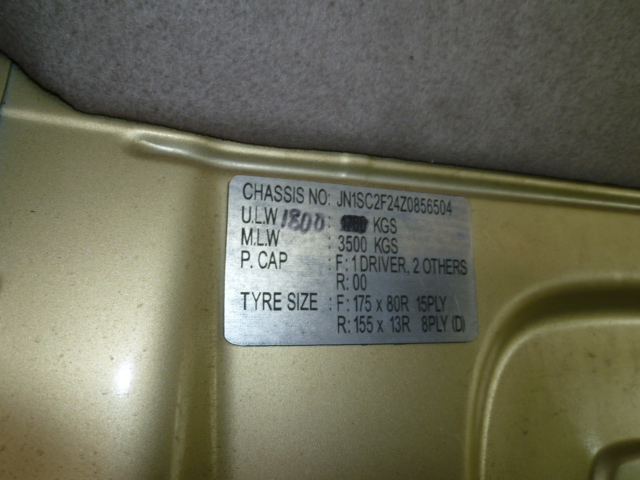 CHASSIS NO: JN1SC2F24Z0856504
U.L.W 1800 : KGS
M.L.W : 3500 KGS
P. CAP : F: 1 DRIVER, 2 OTHERS
R: 00
TYRE SIZE : F: 175 x 80R 15PLY
R: 155 x 13R 8PLY (D)